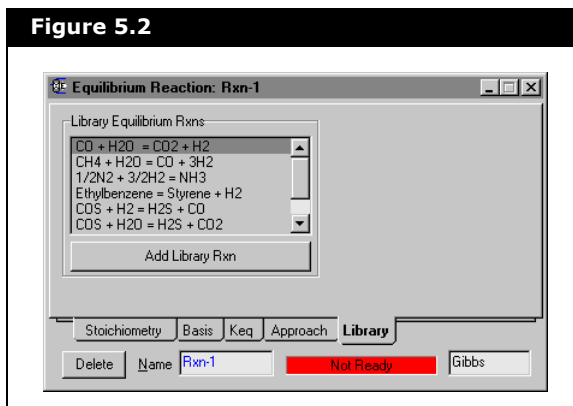 Figure 5.2
Equilibrium Reaction: Rxn-1
Library Equilibrium Rxns
CO + H2O = CO2 + H2
CH4 + H2O = CO + 3H2
1/2N2 + 3/2H2 = NH3
Ethylbenzene = Styrene + H2
COS + H2 = H2S + CO
COS + H2O = H2S + CO2
Add Library Rxn
Stoichiometry Basis Keq Approach Library
Delete Name Rxn-1 Not Ready Gibbs